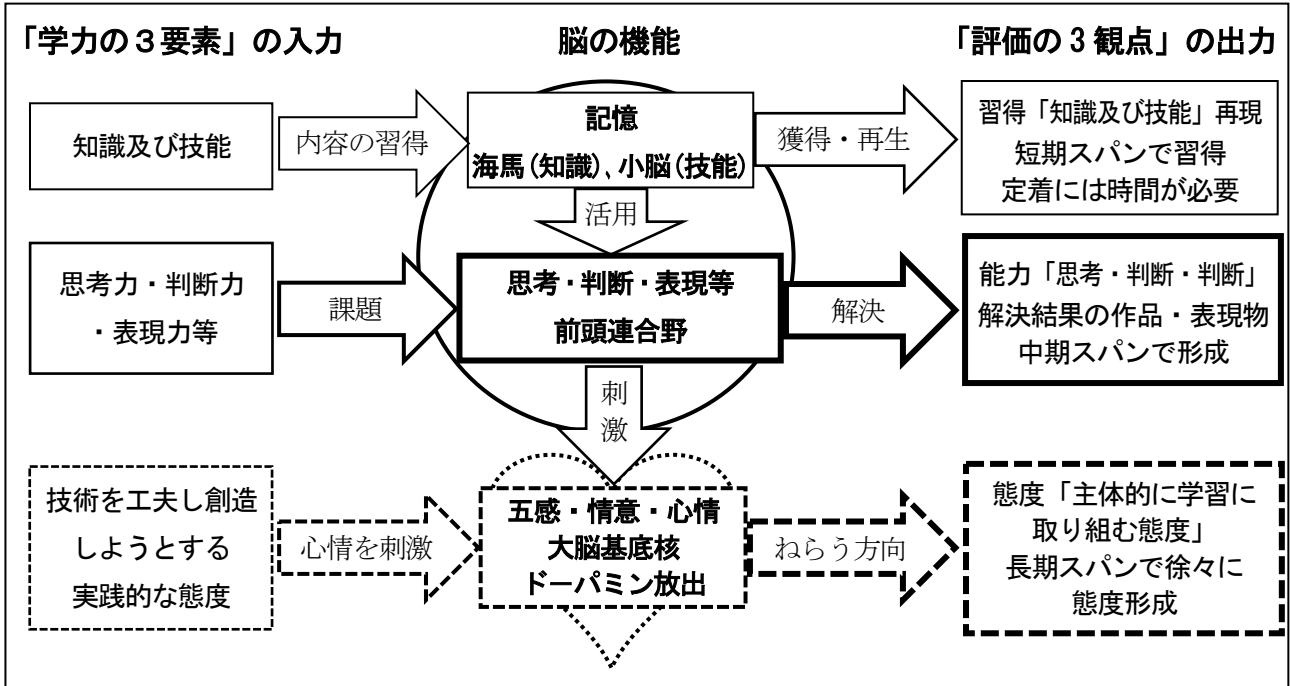 「学力の３要素」の入力
脳の機能
「評価の３観点」の出力
知識及び技能
内容の習得
記憶
海馬(知識)、小脳(技能)
獲得・再生
習得「知識及び技能」再現
短期スパンで習得
定着には時間が必要
活用
思考力・判断力
・表現力等
課題
思考・判断・表現等
前頭連合野
解決
能力「思考・判断・判断」
解決結果の作品・表現物
中期スパンで形成
刺
激
技術を工夫し創造
しようとする
実践的な態度
心情を刺激
五感・情意・心情
大脳基底核
ドーパミン放出
ねらう方向
態度「主体的に学習に
取り組む態度」
長期スパンで徐々に
態度形成